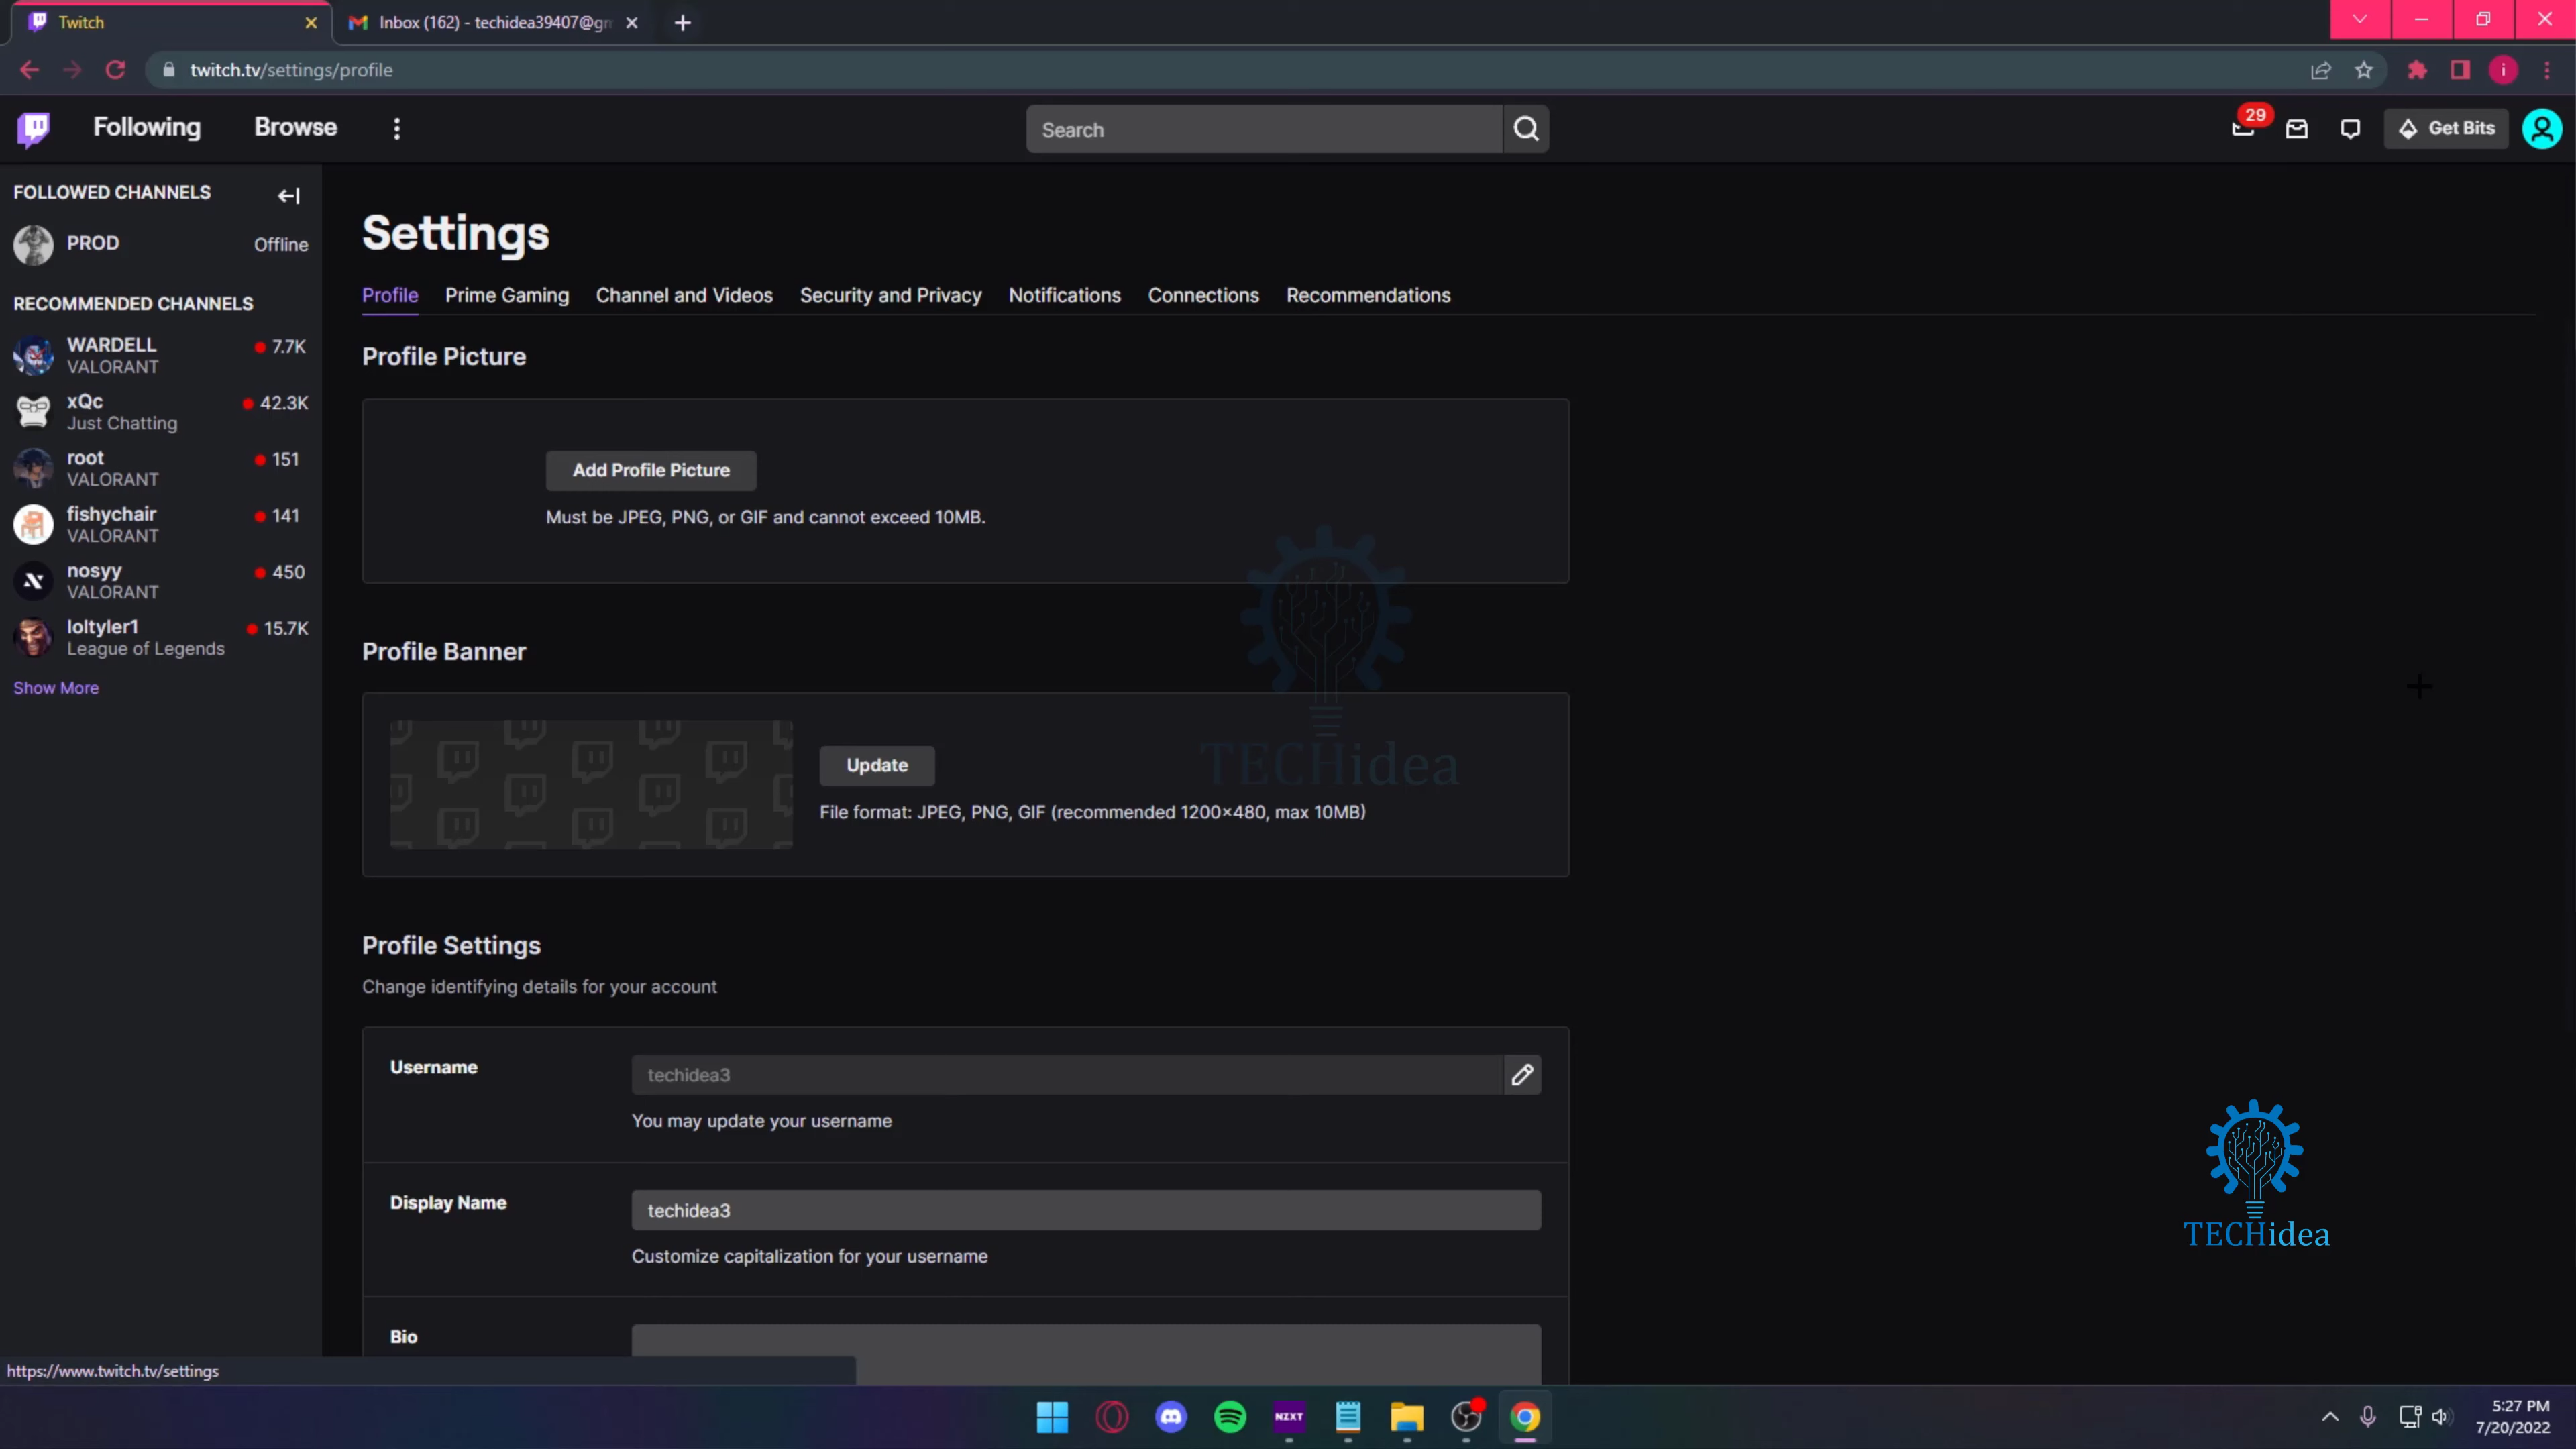 Twitch
Inbox (162) - techidea39407@gm
twitch.tv/settings/profile
Following
Browse
Search
29
Get Bits
FOLLOWED CHANNELS
PROD
Offline
RECOMMENDED CHANNELS
WARDELL
7.7K
VALORANT
xQc
42.3K
Just Chatting
root
151
VALORANT
fishychair
141
VALORANT
nosyy
450
VALORANT
loltyler1
15.7K
League of Legends
Show More
Settings
Profile
Prime Gaming
Channel and Videos
Security and Privacy
Notifications
Connections
Recommendations
Profile Picture
Add Profile Picture
Must be JPEG, PNG, or GIF and cannot exceed 10MB.
Profile Banner
Update
File format: JPEG, PNG, GIF (recommended 1200×480, max 10MB)
TECHidea
Profile Settings
Change identifying details for your account
Username
techidea3
You may update your username
Display Name
techidea3
Customize capitalization for your username
Bio
TECHidea
https://www.twitch.tv/settings
NZXT
5:27 PM
7/20/2022